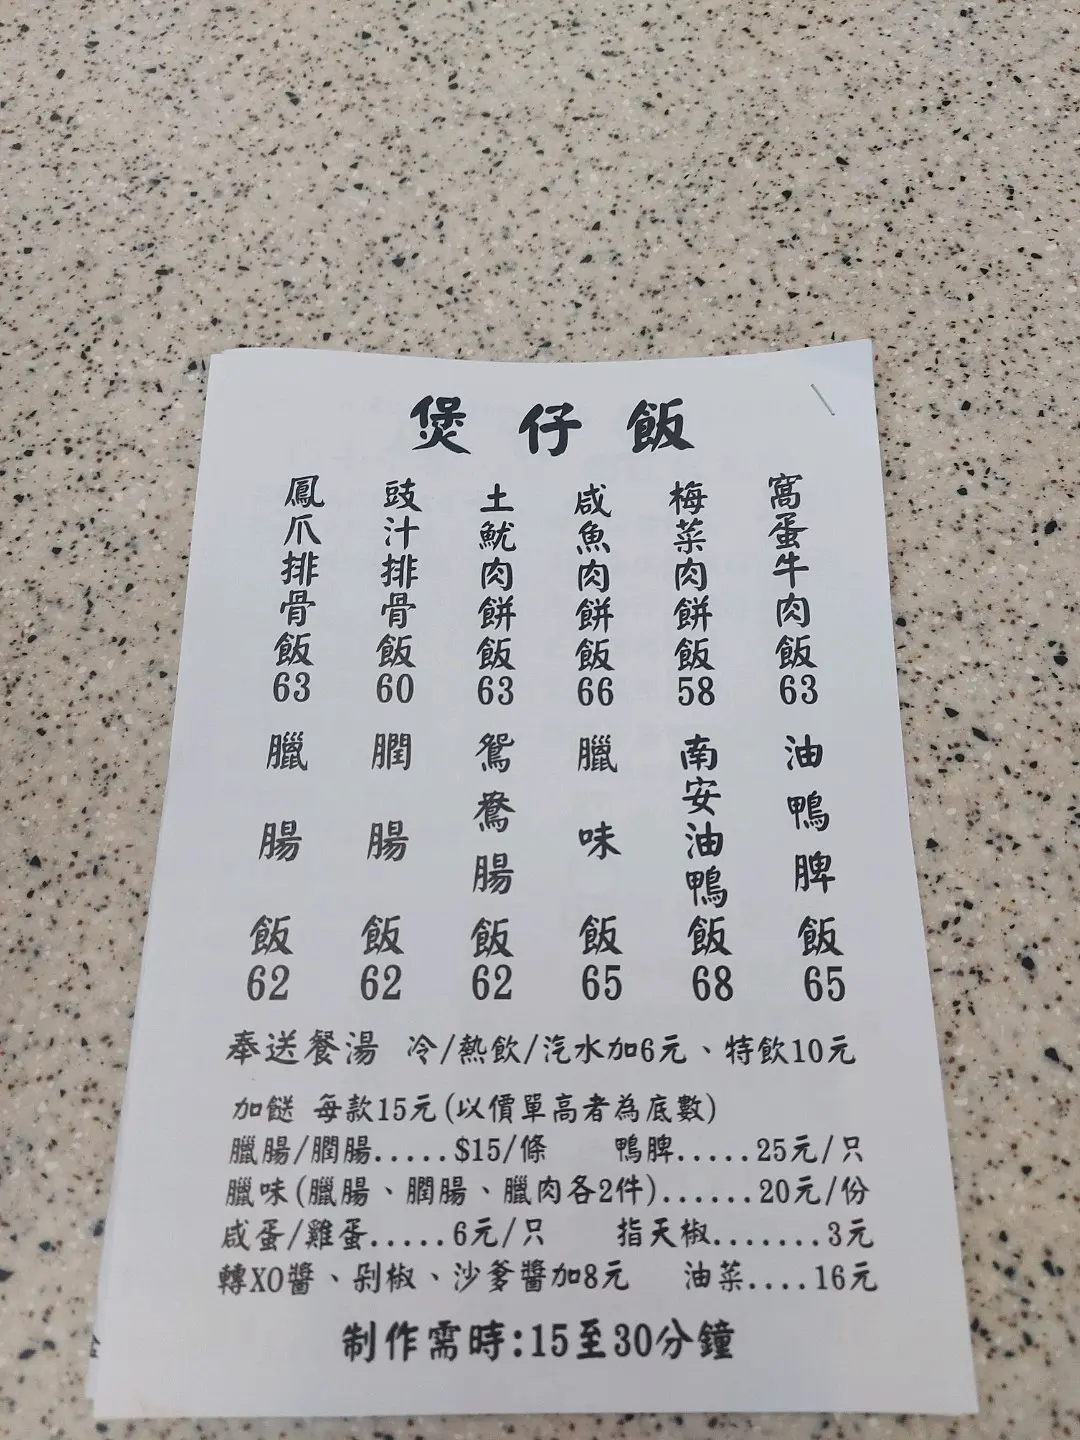 煲仔飯
鳳爪排骨飯63
豉汁排骨飯60
土魷肉餅飯63
咸魚肉餅飯66
梅菜肉餅飯58
窩蛋牛肉飯63
臘腸飯62
膶腸飯62
鴛鴦腸飯62
臘味飯65
南安油鴨飯68
油鴨脾飯65
奉送餐湯 冷/熱飲/汽水加6元、特飲10元
加餸 每款15元(以價單高者為底數)
臘腸/膶腸.....$15/條 鴨脾.....25元/只
臘味(臘腸、膶腸、臘肉各2件)......20元/份
咸蛋/雞蛋.....6元/只 指天椒.......3元
轉XO醬、剁椒、沙爹醬加8元 油菜....16元
制作需時:15至30分鐘